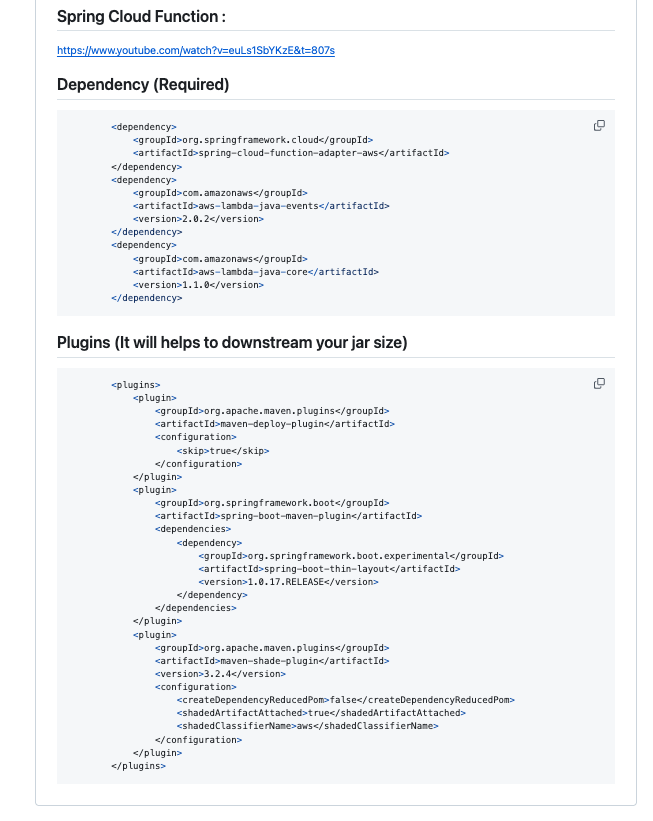 Spring Cloud Function :
https://www.youtube.com/watch?v=euLs1SbYKzE&t=807s
Dependency (Required)
        <dependency>
            <groupId>org.springframework.cloud</groupId>
            <artifactId>spring-cloud-function-adapter-aws</artifactId>
        </dependency>
        <dependency>
            <groupId>com.amazonaws</groupId>
            <artifactId>aws-lambda-java-events</artifactId>
            <version>2.0.2</version>
        </dependency>
        <dependency>
            <groupId>com.amazonaws</groupId>
            <artifactId>aws-lambda-java-core</artifactId>
            <version>1.1.0</version>
        </dependency>
Plugins (It will helps to downstream your jar size)
        <plugins>
            <plugin>
                <groupId>org.apache.maven.plugins</groupId>
                <artifactId>maven-deploy-plugin</artifactId>
                <configuration>
                    <skip>true</skip>
                </configuration>
            </plugin>
            <plugin>
                <groupId>org.springframework.boot</groupId>
                <artifactId>spring-boot-maven-plugin</artifactId>
                <dependencies>
                    <dependency>
                        <groupId>org.springframework.boot.experimental</groupId>
                        <artifactId>spring-boot-thin-layout</artifactId>
                        <version>1.0.17.RELEASE</version>
                    </dependency>
                </dependencies>
            </plugin>
            <plugin>
                <groupId>org.apache.maven.plugins</groupId>
                <artifactId>maven-shade-plugin</artifactId>
                <version>3.2.4</version>
                <configuration>
                    <createDependencyReducedPom>false</createDependencyReducedPom>
                    <shadedArtifactAttached>true</shadedArtifactAttached>
                    <shadedClassifierName>aws</shadedClassifierName>
                </configuration>
            </plugin>
        </plugins>